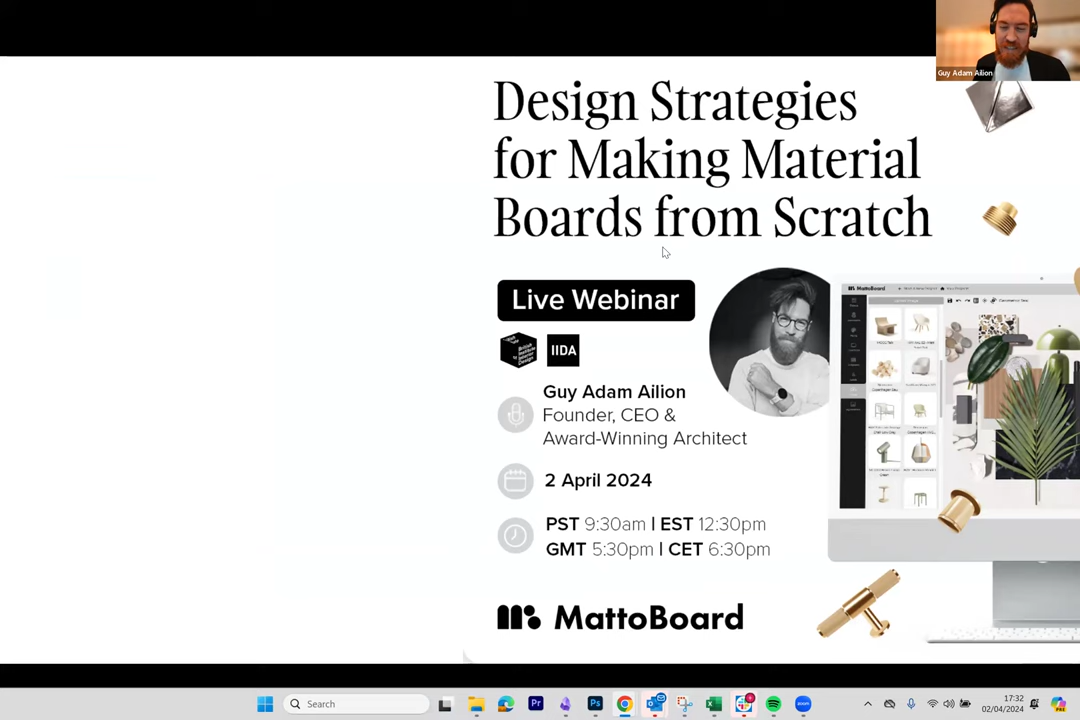 Guy Adam Ailion
Design Strategies
for Making Material
Boards from Scratch
Live Webinar
IIDA
Guy Adam Ailion
Founder, CEO &
Award-Winning Architect
2 April 2024
PST 9:30am | EST 12:30pm
GMT 5:30pm | CET 6:30pm
MattoBoard
MattoBoard
Search
17:32
02/04/2024